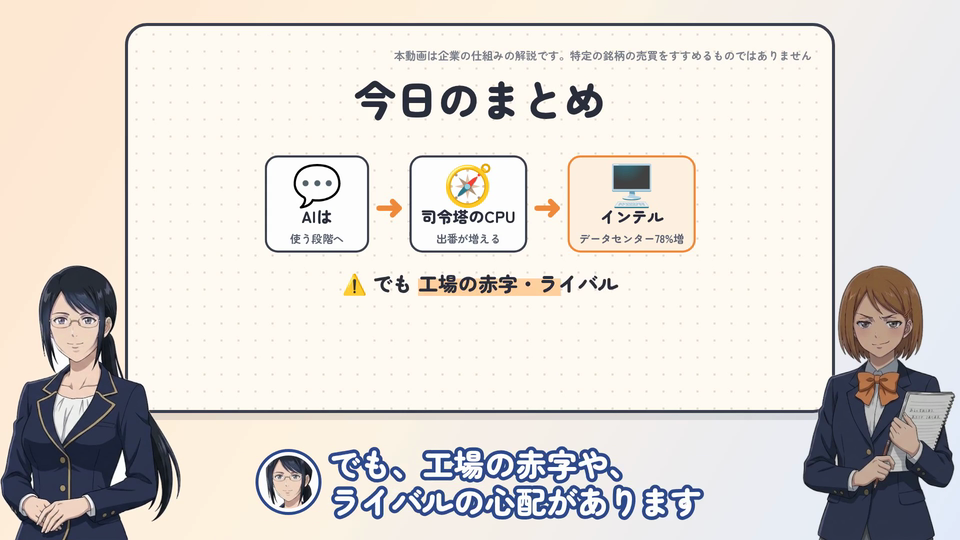 本動画は企業の仕組みの解説です。特定の銘柄の売買をすすめるものではありません
今日のまとめ
AIは
使う段階へ
司令塔のCPU
出番が増える
インテル
データセンター78%増
でも 工場の赤字・ライバル
でも、工場の赤字や、
ライバルの心配があります